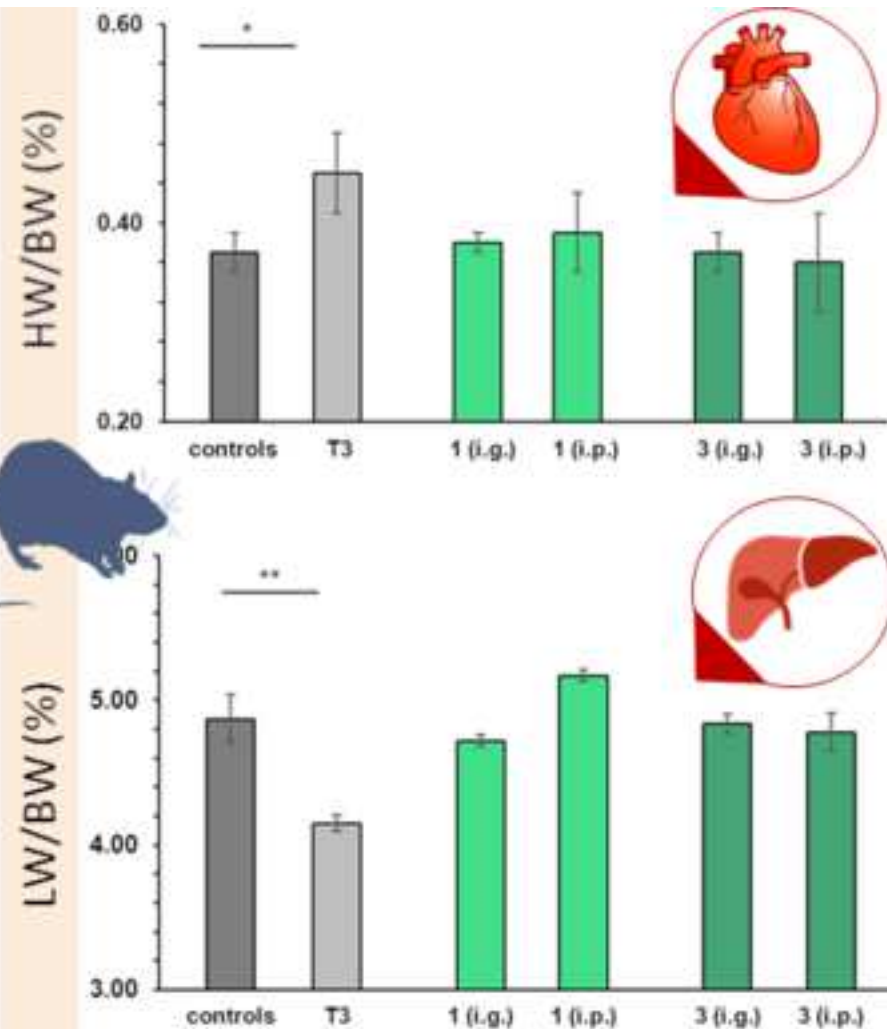 HW/BW (%)
0.60
*
0.40
0.20
controls T3 1 (i.g.) 1 (i.p.) 3 (i.g.) 3 (i.p.)
LW/BW (%)
00
**
5.00
4.00
3.00
controls T3 1 (i.g.) 1 (i.p.) 3 (i.g.) 3 (i.p.)